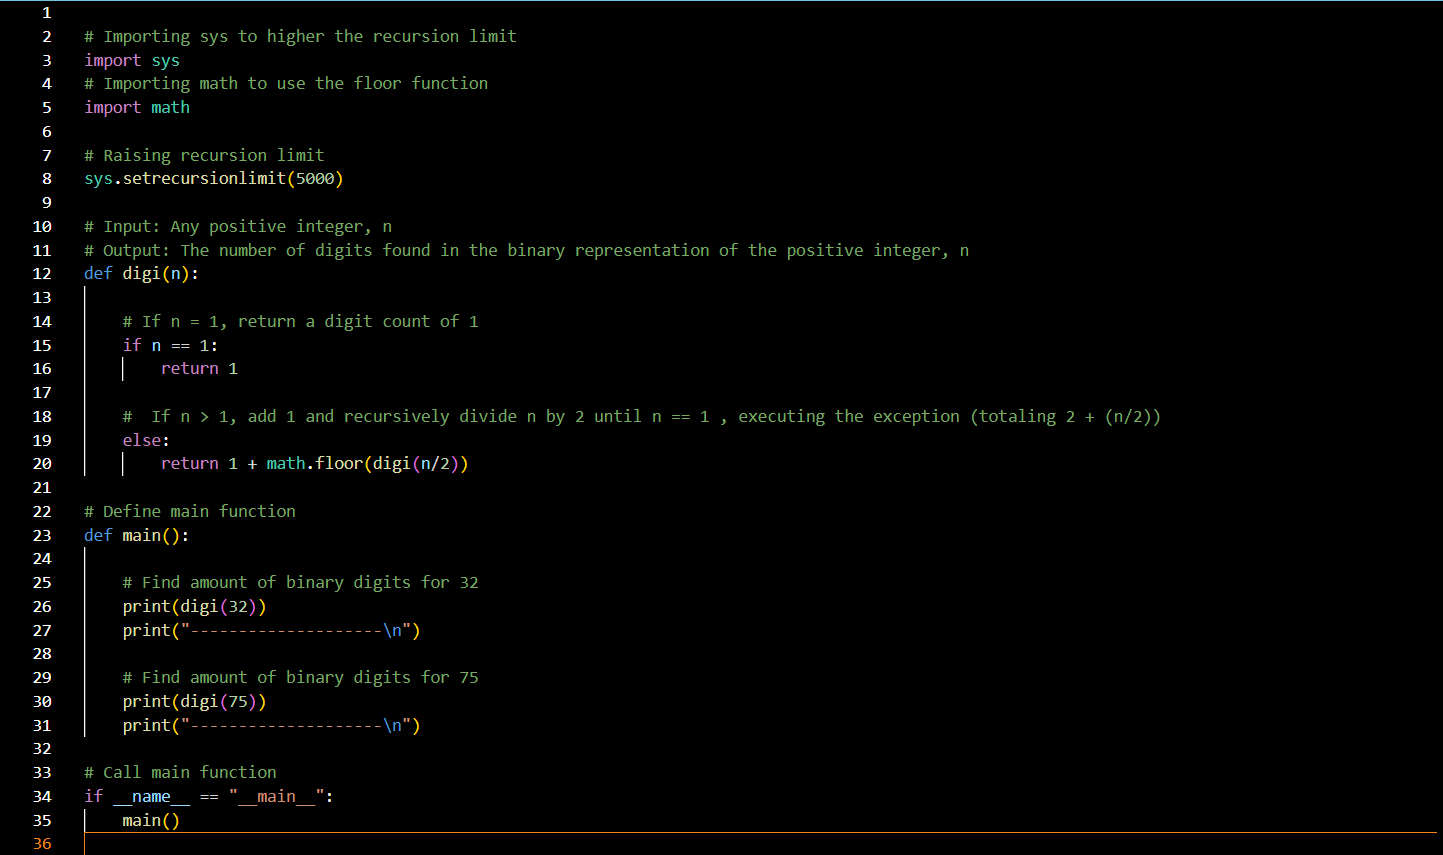 1
2 # Importing sys to higher the recursion limit
3 import sys
4 # Importing math to use the floor function
5 import math
6
7 # Raising recursion limit
8 sys.setrecursionlimit(5000)
9
10 # Input: Any positive integer, n
11 # Output: The number of digits found in the binary representation of the positive integer, n
12 def digi(n):
13
14     # If n = 1, return a digit count of 1
15     if n == 1:
16         return 1
17
18     #  If n > 1, add 1 and recursively divide n by 2 until n == 1 , executing the exception (totaling 2 + (n/2))
19     else:
20         return 1 + math.floor(digi(n/2))
21
22 # Define main function
23 def main():
24
25     # Find amount of binary digits for 32
26     print(digi(32))
27     print("--------------------\n")
28
29     # Find amount of binary digits for 75
30     print(digi(75))
31     print("--------------------\n")
32
33 # Call main function
34 if __name__ == "__main__":
35     main()
36